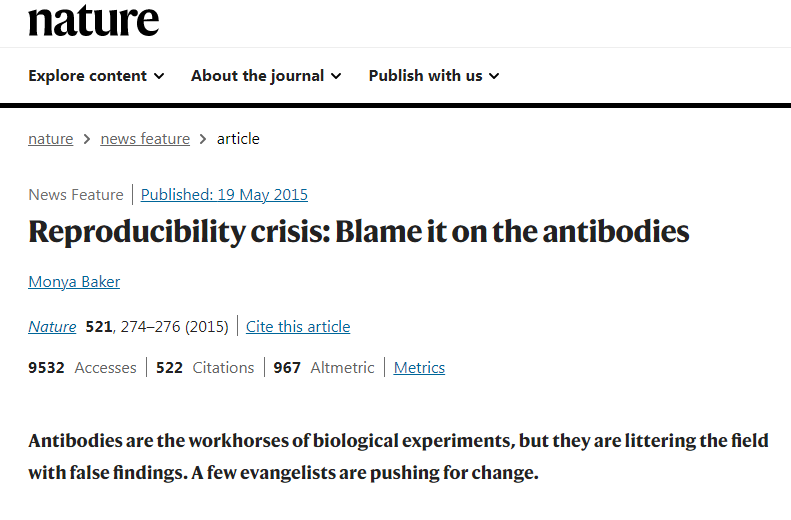 nature
Explore content About the journal Publish with us
nature > news feature > article
News Feature | Published: 19 May 2015
Reproducibility crisis: Blame it on the antibodies
Monya Baker
Nature 521, 274–276 (2015) | Cite this article
9532 Accesses | 522 Citations | 967 Altmetric | Metrics
Antibodies are the workhorses of biological experiments, but they are littering the field
with false findings. A few evangelists are pushing for change.